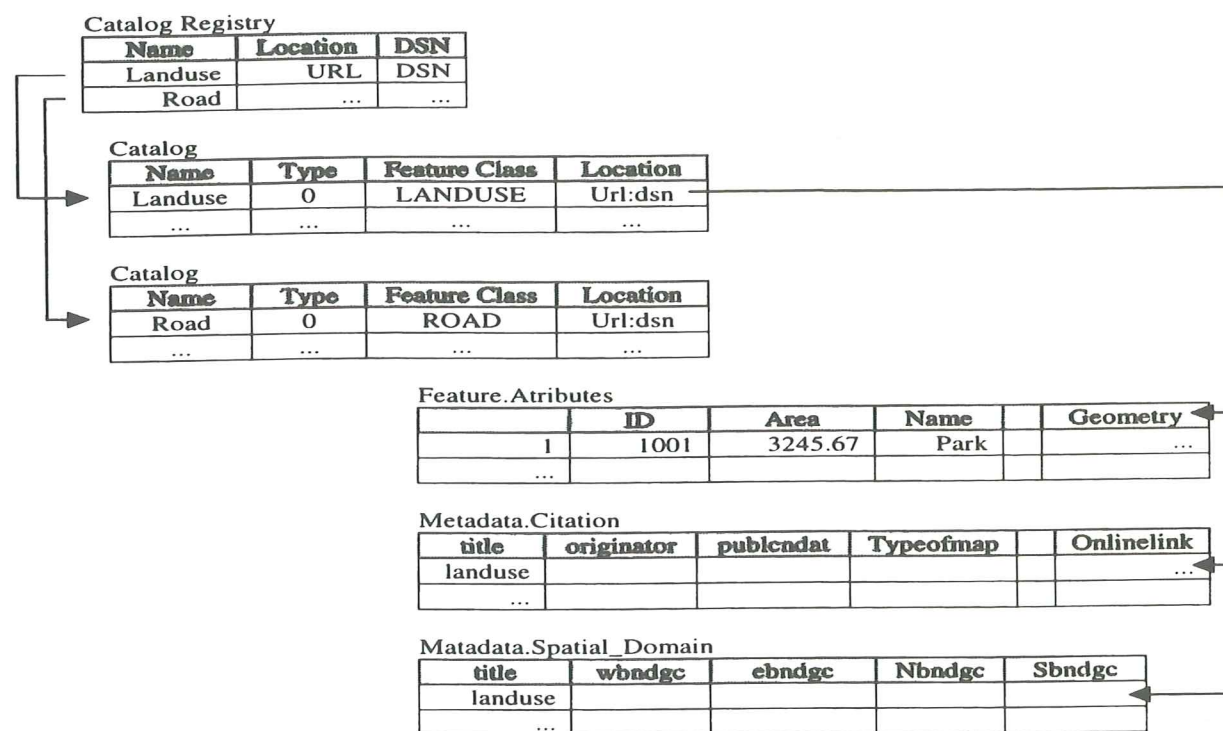 Catalog Registry
Name Location DSN
Landuse URL DSN
Road ... ...
Catalog
Name Type Feature Class Location
Landuse 0 LANDUSE Url:dsn
... ... ... ...
Catalog
Name Type Feature Class Location
Road 0 ROAD Url:dsn
... ... ... ...
Feature.Atributes
ID Area Name Geometry
1 1001 3245.67 Park ...
...
Metadata.Citation
title originator publcndat Typeofmap Onlinelink
landuse ...
...
Matadata.Spatial_Domain
title wbndgc ebndgc Nbndgc Sbndgc
landuse
...